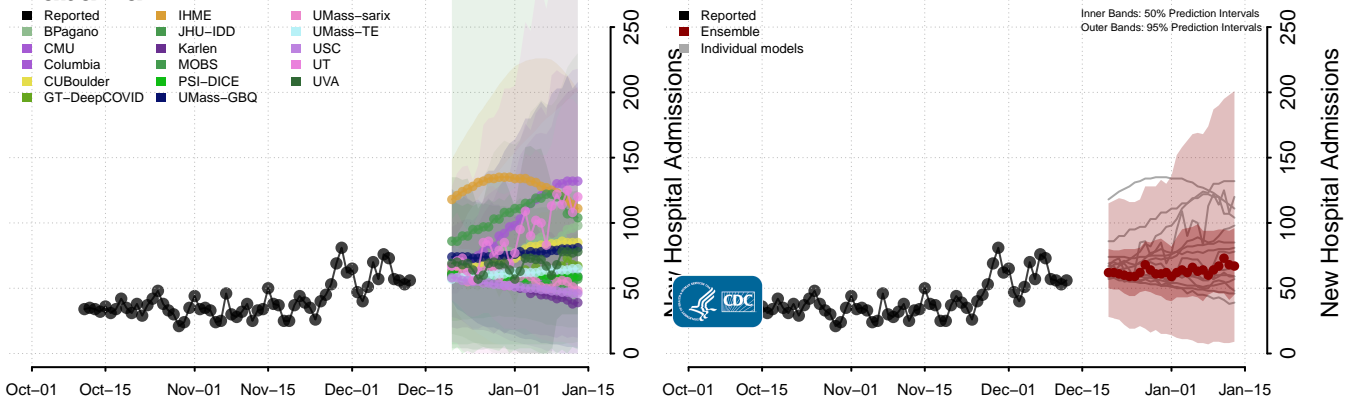 BPagano
CMU
Columbia
CUBoulder
GT−DeepCOVID
IHME
JHU−IDD
Karlen
MOBS
PSI−DICE
UMass−GBQ
UMass−sarix
UMass−TE
USC
UT
UVA
Reported
0
50
100
150
200
250
New Hospital Admissions
Oct−01
Oct−15
Nov−01
Nov−15
Dec−01
Dec−15
Jan−01
Jan−15
Reported
Ensemble
Individual models
Inner Bands: 50% Prediction Intervals
Outer Bands: 95% Prediction Intervals
CDC
0
50
100
150
200
250
New Hospital Admissions
Oct−01
Oct−15
Nov−01
Nov−15
Dec−01
Dec−15
Jan−01
Jan−15